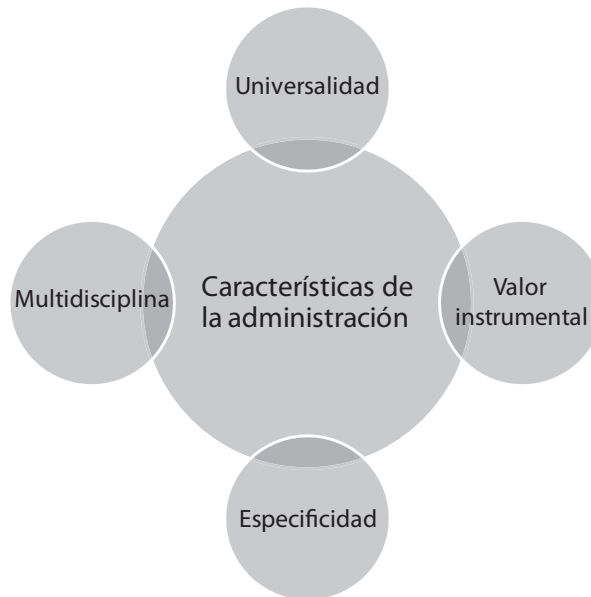 Universalidad
Multidisciplina
Características de
la administración
Valor
instrumental
Especificidad